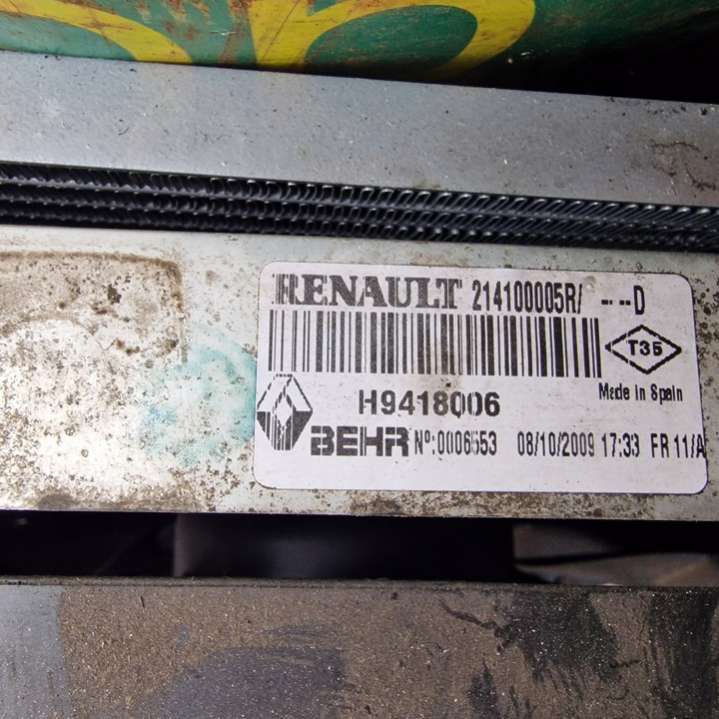 RENAULT 214100005R/ -- --D
T35
H9418006
Made in Spain
BEHR Nº:0006553 08/10/2009 17:33 FR 11/A